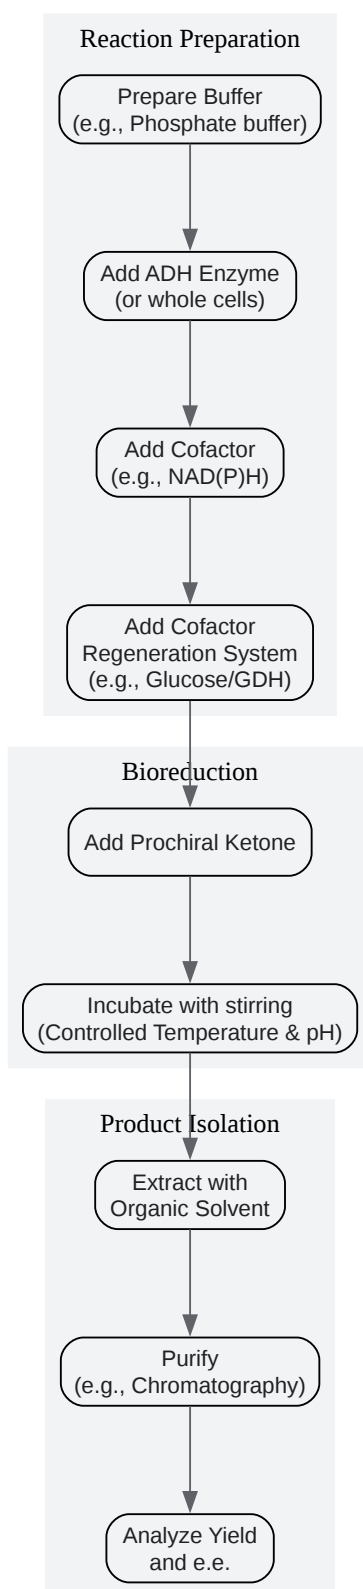 Reaction Preparation
Prepare Buffer
(e.g., Phosphate buffer)
Add ADH Enzyme
(or whole cells)
Add Cofactor
(e.g., NAD(P)H)
Add Cofactor
Regeneration System
(e.g., Glucose/GDH)
Bioreduction
Add Prochiral Ketone
Incubate with stirring
(Controlled Temperature & pH)
Product Isolation
Extract with
Organic Solvent
Purify
(e.g., Chromatography)
Analyze Yield
and e.e.